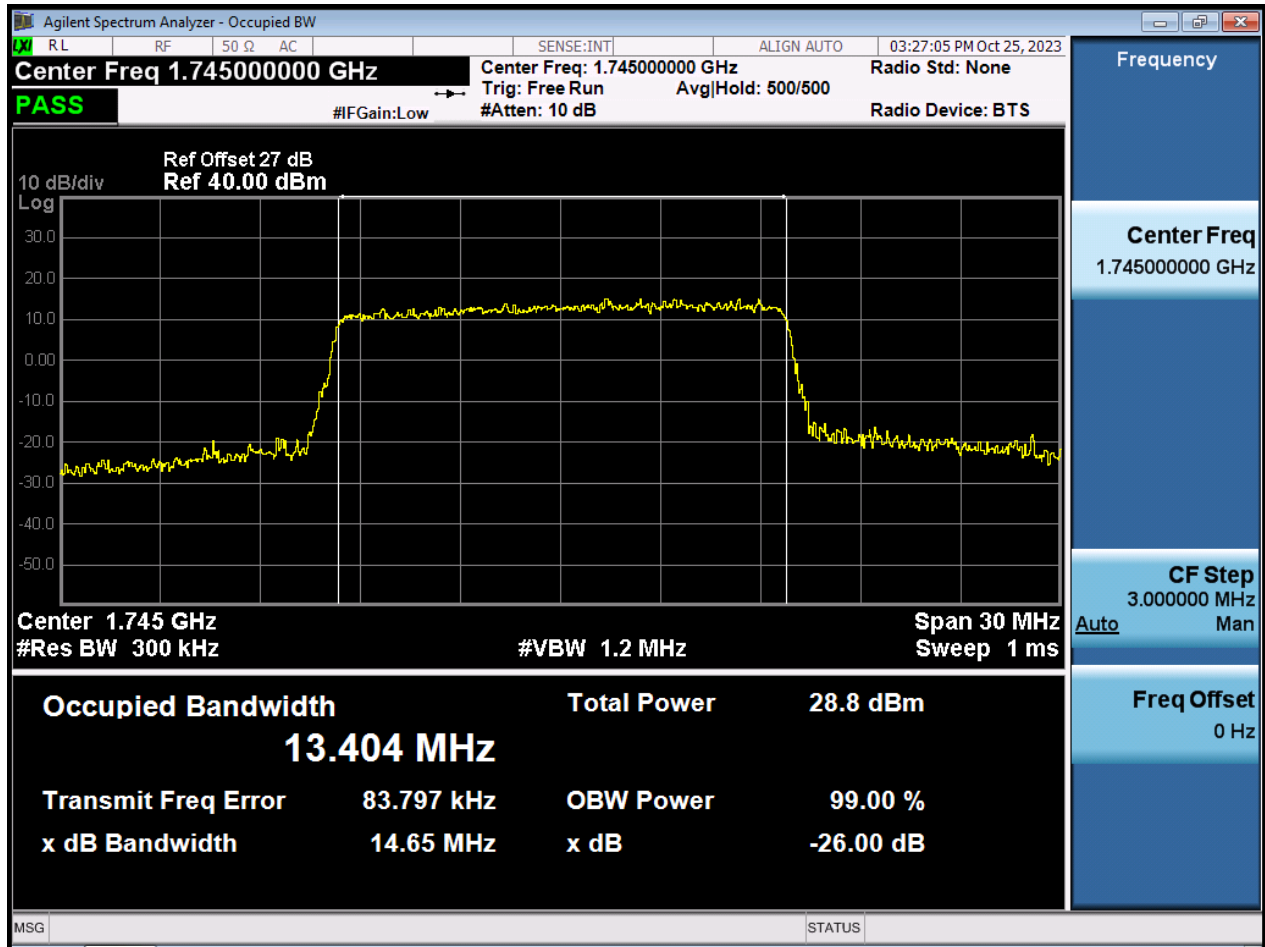 Agilent Spectrum Analyzer - Occupied BW
LXI RL RF 50 Ω AC SENSE:INT ALIGN AUTO 03:27:05 PM Oct 25, 2023
Center Freq 1.745000000 GHz
PASS
#IFGain:Low
Center Freq: 1.745000000 GHz
Trig: Free Run Avg|Hold: 500/500
#Atten: 10 dB
Radio Std: None
Radio Device: BTS
Ref Offset 27 dB
10 dB/div Ref 40.00 dBm
Log
30.0
20.0
10.0
0.00
-10.0
-20.0
-30.0
-40.0
-50.0
Center 1.745 GHz Span 30 MHz
#Res BW 300 kHz #VBW 1.2 MHz Sweep 1 ms
Occupied Bandwidth Total Power 28.8 dBm
13.404 MHz
Transmit Freq Error 83.797 kHz OBW Power 99.00 %
x dB Bandwidth 14.65 MHz x dB -26.00 dB
MSG STATUS
Frequency
Center Freq
1.745000000 GHz
CF Step
3.000000 MHz
Auto Man
Freq Offset
0 Hz